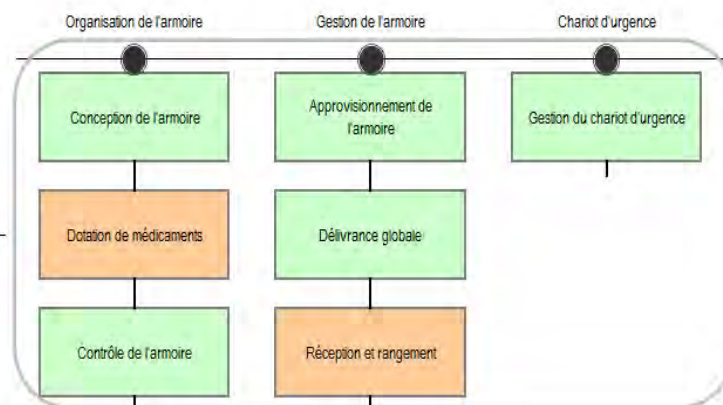 Organisation de l'armoire
Gestion de l'armoire
Chariot d'urgence
Conception de l'armoire
Approvisionnement de
l'armoire
Gestion du chariot d'urgence
Dotation de médicaments
Délivrance globale
Contrôle de l'armoire
Réception et rangement